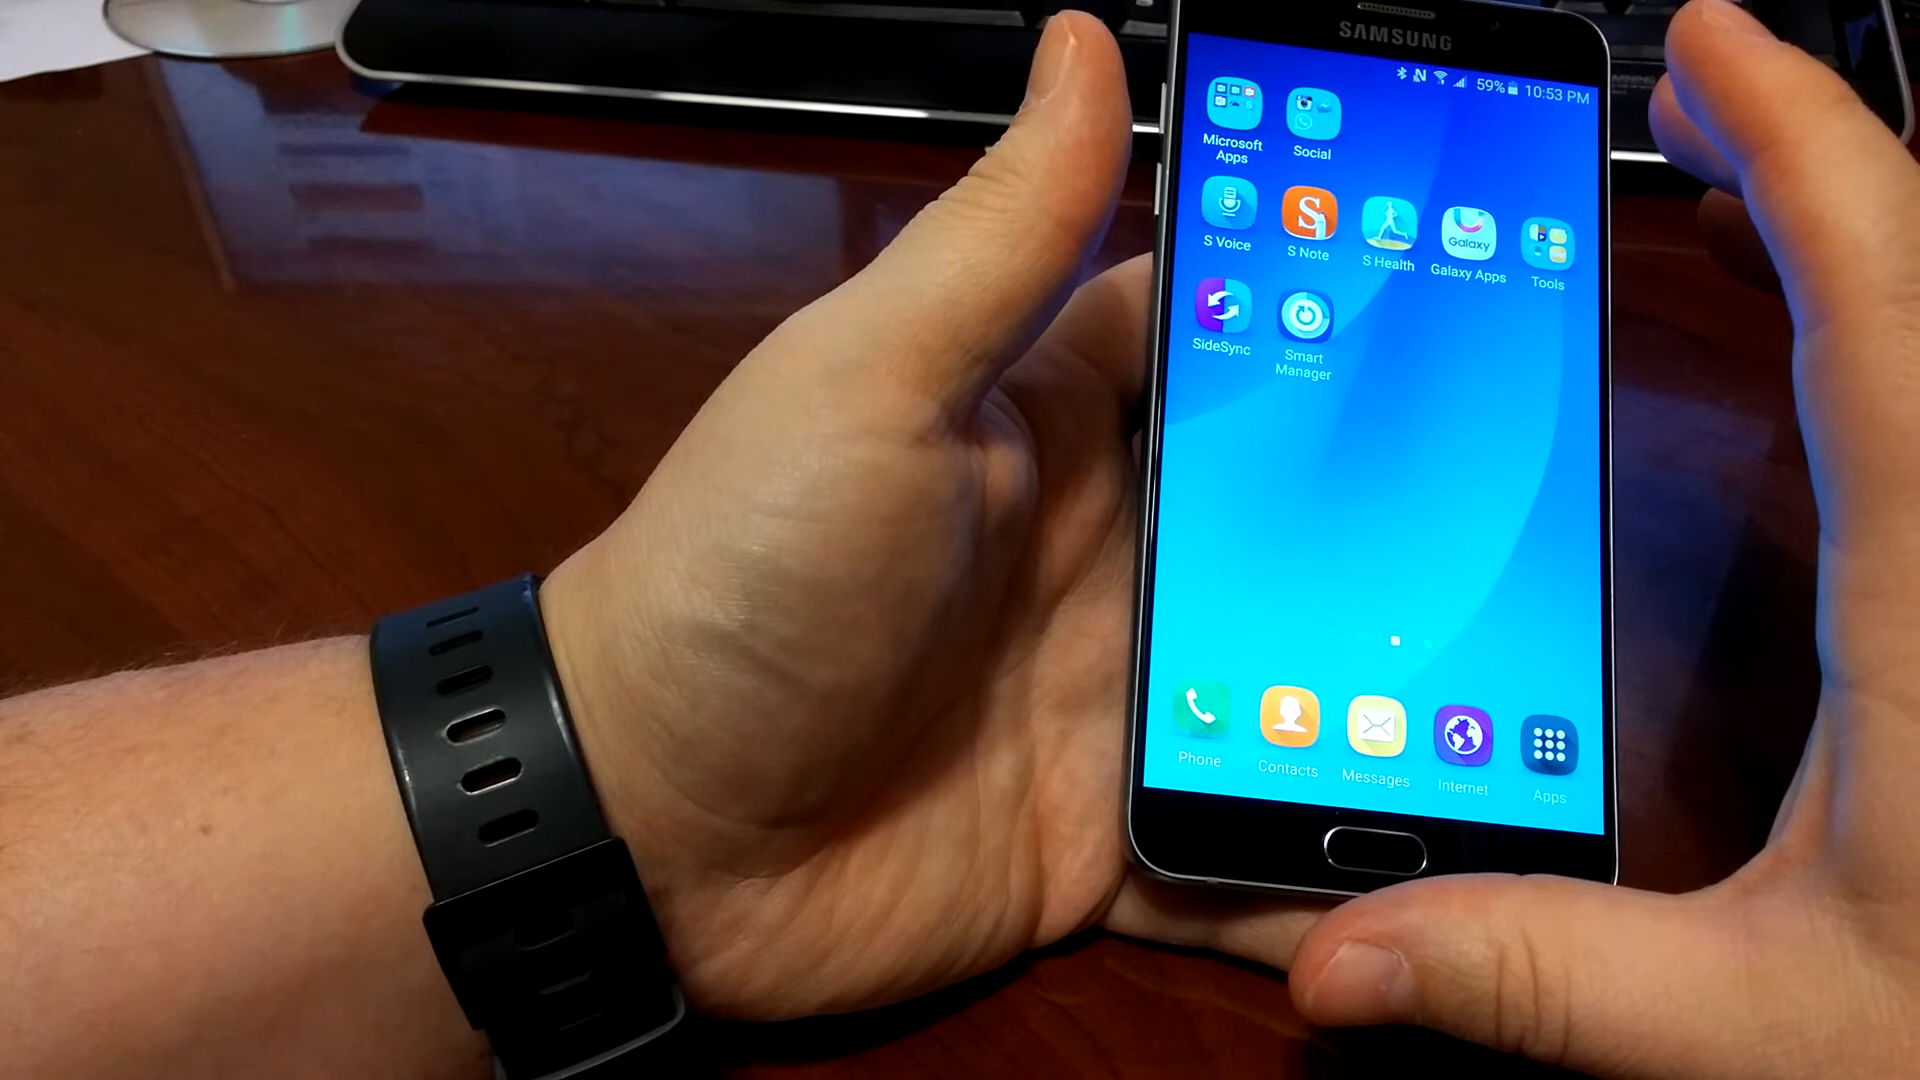 SAMSUNG
59% 10:53 PM
Microsoft
Apps
Social
S Voice
S Note
S Health
Galaxy
Galaxy Apps
Tools
SideSync
Smart
Manager
Phone
Contacts
Messages
Internet
Apps